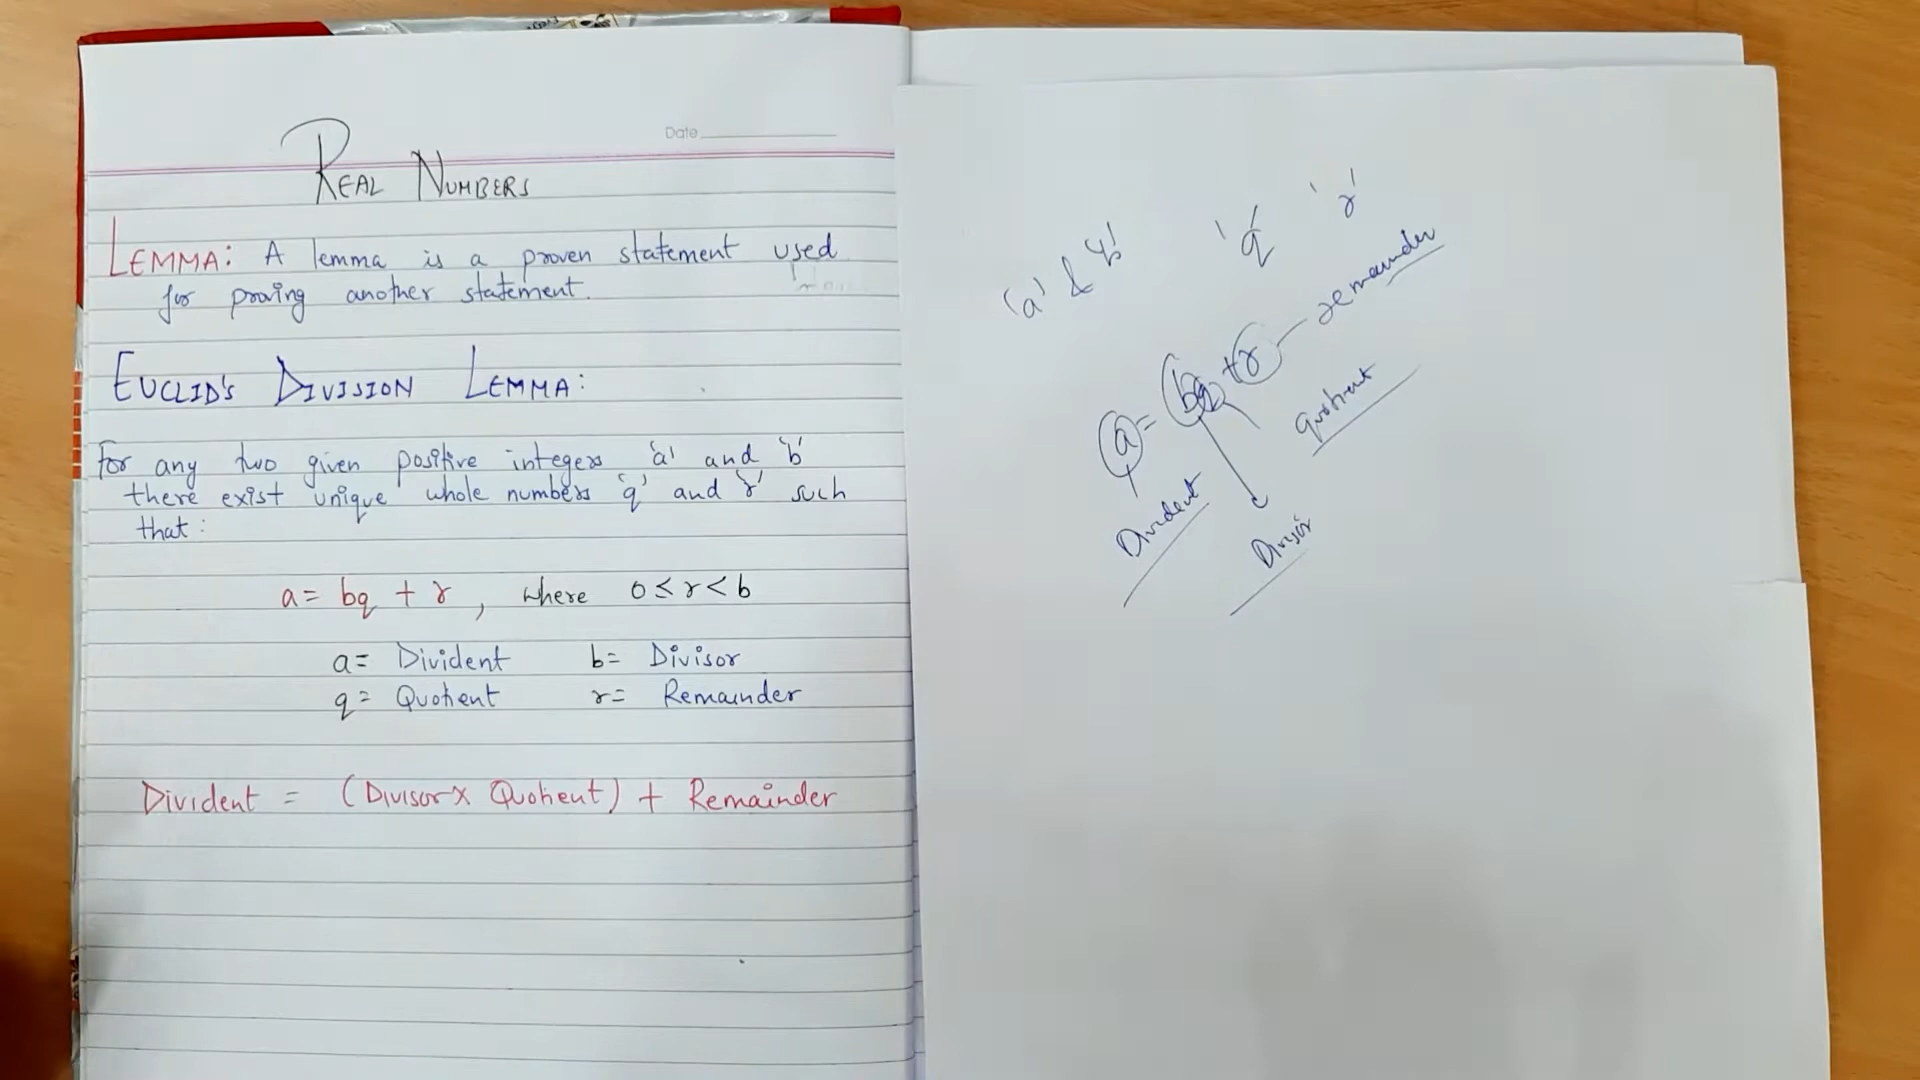 Date
REAL NUMBERS
LEMMA: A lemma is a proven statement used
for proving another statement.
EUCLID'S DIVISION LEMMA:
For any two given positive integers 'a' and 'b'
there exist unique whole numbers 'q' and 'r' such
that:
a= bq + r , where 0 ≤ r < b
a= Divident b= Divisor
q= Quotient r= Remainder
Divident = (Divisor x Quotient) + Remainder
'a' & 'b' 'q' 'r'
a = bq + r remainder
Quotient
Divident
Divisor